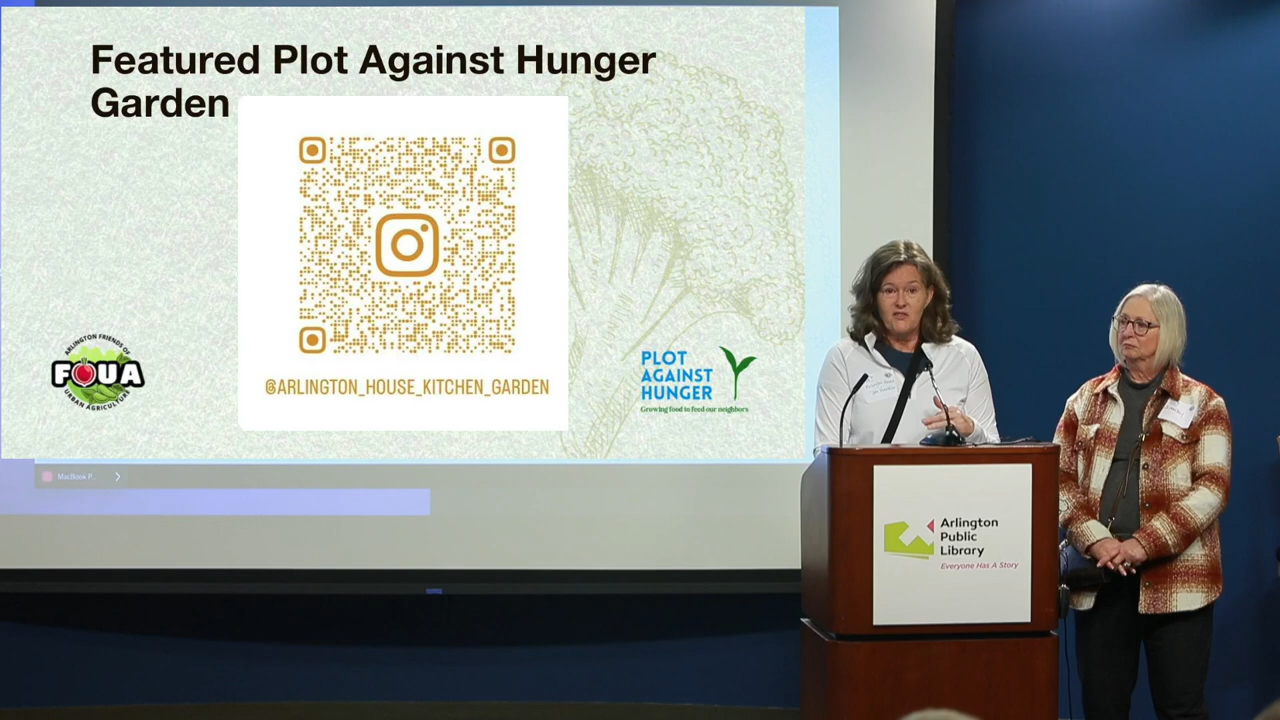 Featured Plot Against Hunger
Garden
@ARLINGTON_HOUSE_KITCHEN_GARDEN
ARLINGTON FRIENDS OF
FOUA
URBAN AGRICULTURE
PLOT
AGAINST
HUNGER
Growing food to feed our neighbors
MacBook P...
Arlington
Public
Library
Everyone Has A Story